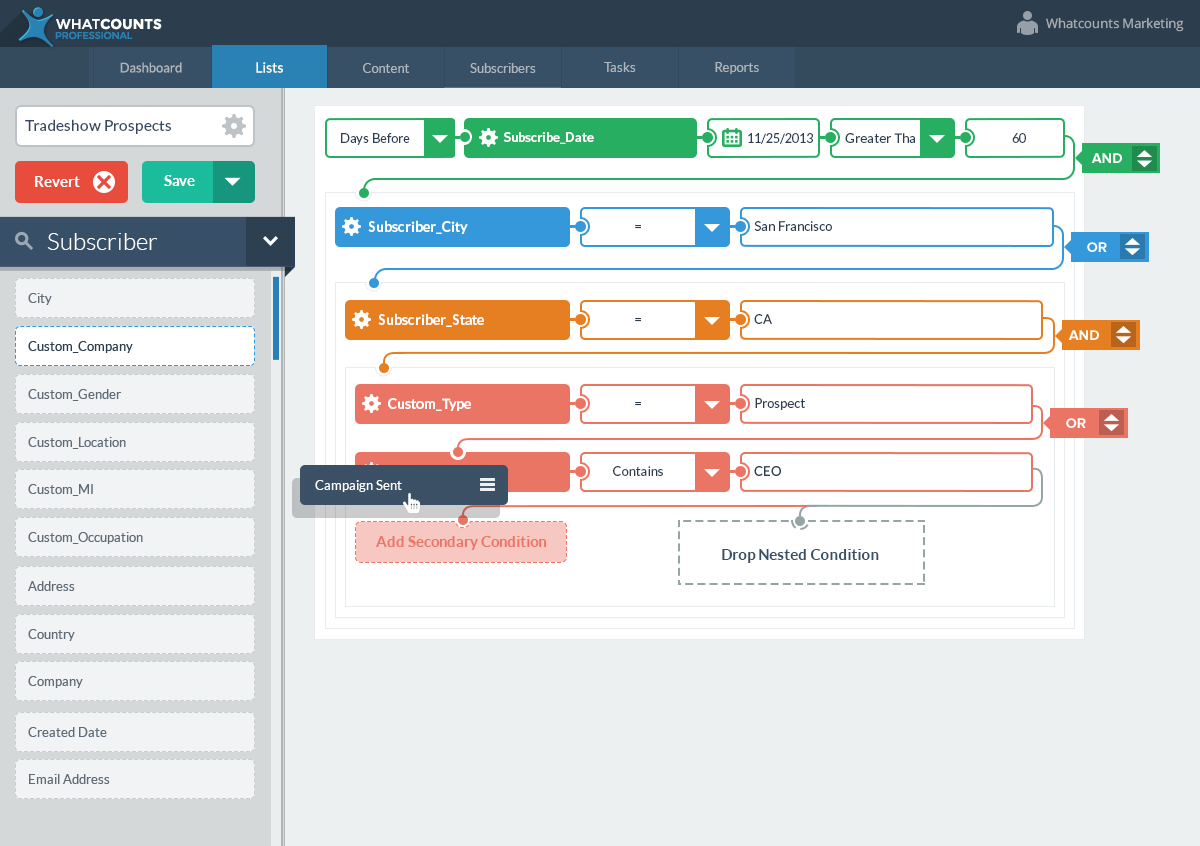 WHATCOUNTS
PROFESSIONAL
Whatcounts Marketing
Dashboard
Lists
Content
Subscribers
Tasks
Reports
Tradeshow Prospects
Revert
Save
Subscriber
City
Custom_Company
Custom_Gender
Custom_Location
Custom_MI
Custom_Occupation
Address
Country
Company
Created Date
Email Address
Days Before
Subscribe_Date
11/25/2013
Greater Tha
60
AND
Subscriber_City
=
San Francisco
OR
Subscriber_State
=
CA
AND
Custom_Type
=
Prospect
OR
Contains
CEO
Campaign Sent
Add Secondary Condition
Drop Nested Condition